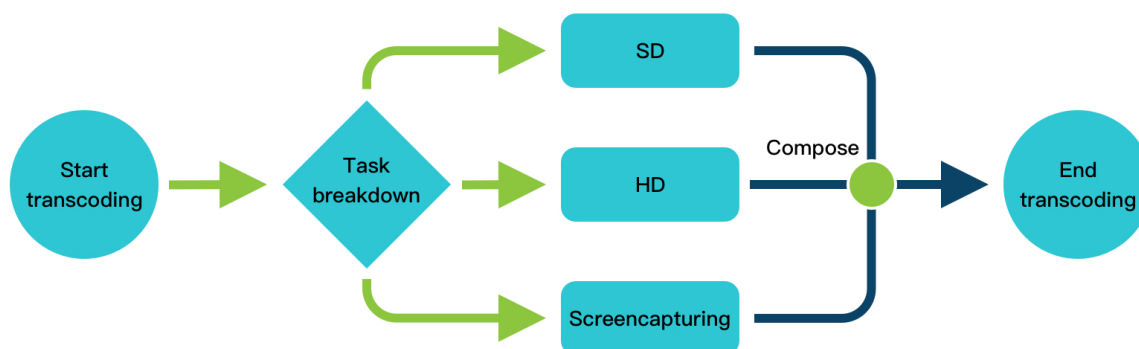 Start
transcoding
Task
breakdown
SD
HD
Screencapturing
Compose
End
transcoding